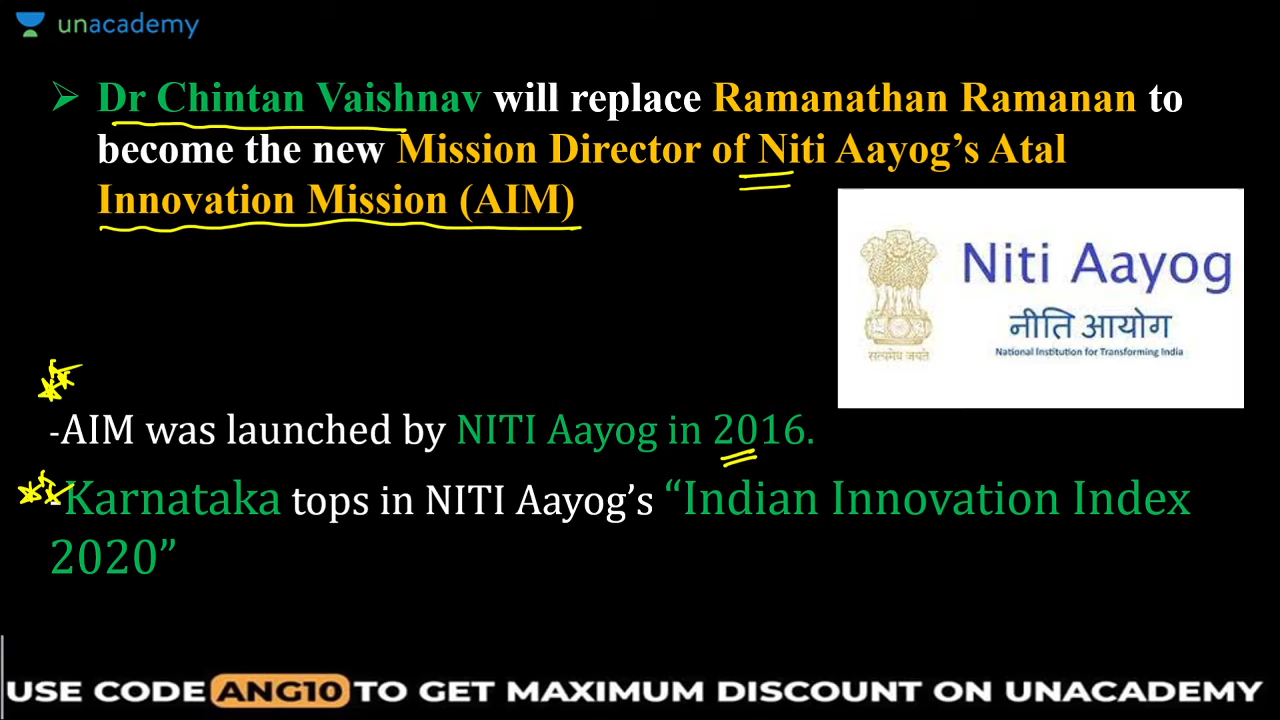 unacademy
➢ Dr Chintan Vaishnav will replace Ramanathan Ramanan to
become the new Mission Director of Niti Aayog’s Atal
Innovation Mission (AIM)
Niti Aayog
नीति आयोग
National Institution for Transforming India
सत्यमेव जयते
-AIM was launched by NITI Aayog in 2016.
-Karnataka tops in NITI Aayog’s “Indian Innovation Index
2020”
USE CODE ANG10 TO GET MAXIMUM DISCOUNT ON UNACADEMY